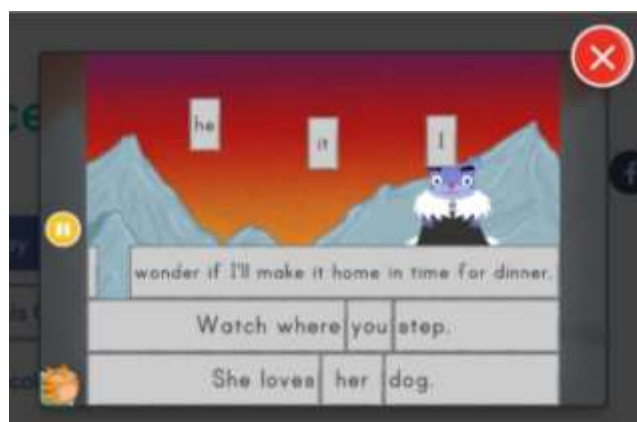 he
it
I
wonder if I'll make it home in time for dinner.
Watch where you step.
She loves her dog.